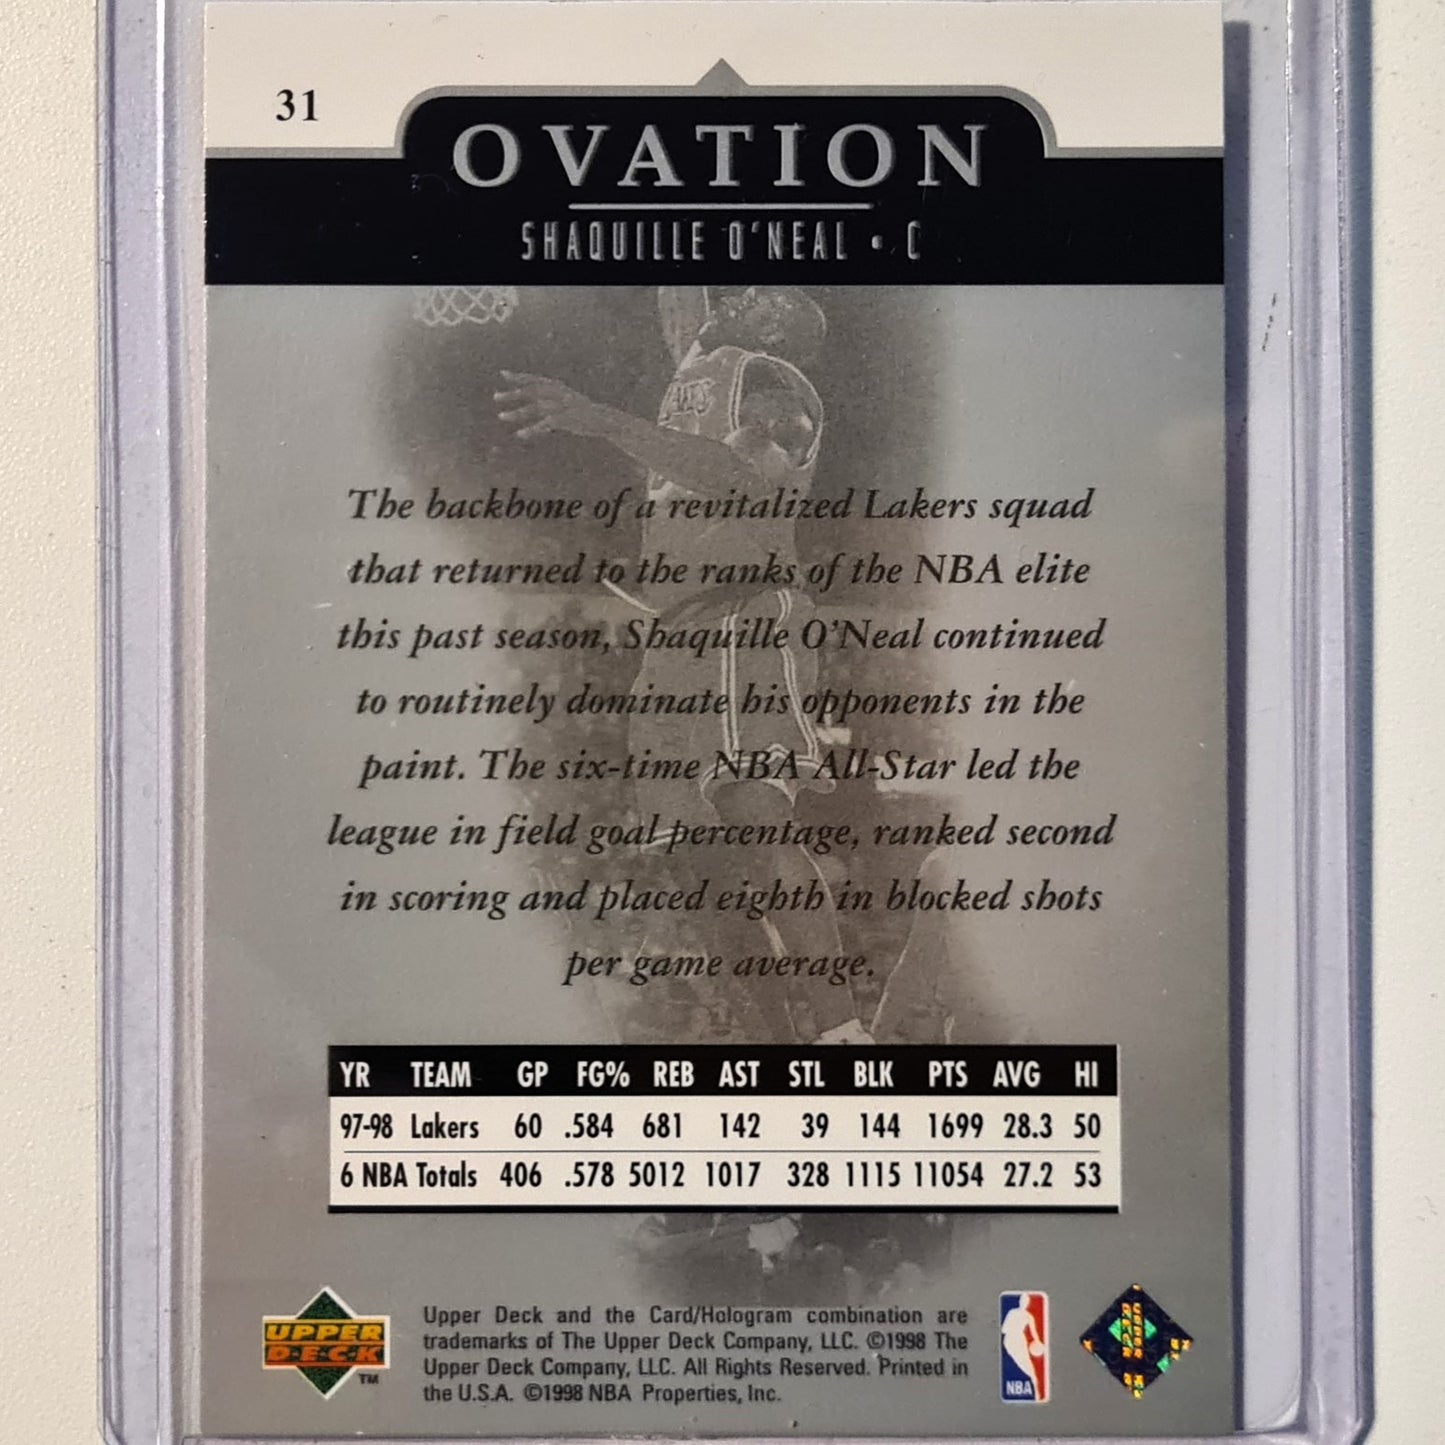 31
OVATION
SHAQUILLE O'NEAL • C
The backbone of a revitalized Lakers squad
that returned to the ranks of the NBA elite
this past season, Shaquille O'Neal continued
to routinely dominate his opponents in the
paint. The six-time NBA All-Star led the
league in field goal percentage, ranked second
in scoring and placed eighth in blocked shots
per game average.
YR TEAM GP FG% REB AST STL BLK PTS AVG HI
97-98 Lakers 60 .584 681 142 39 144 1699 28.3 50
6 NBA Totals 406 .578 5012 1017 328 1115 11054 27.2 53
UPPER
D·E·C·K
TM
Upper Deck and the Card/Hologram combination are
trademarks of The Upper Deck Company, LLC. ©1998 The
Upper Deck Company, LLC. All Rights Reserved. Printed in
the U.S.A. ©1998 NBA Properties, Inc.
NBA